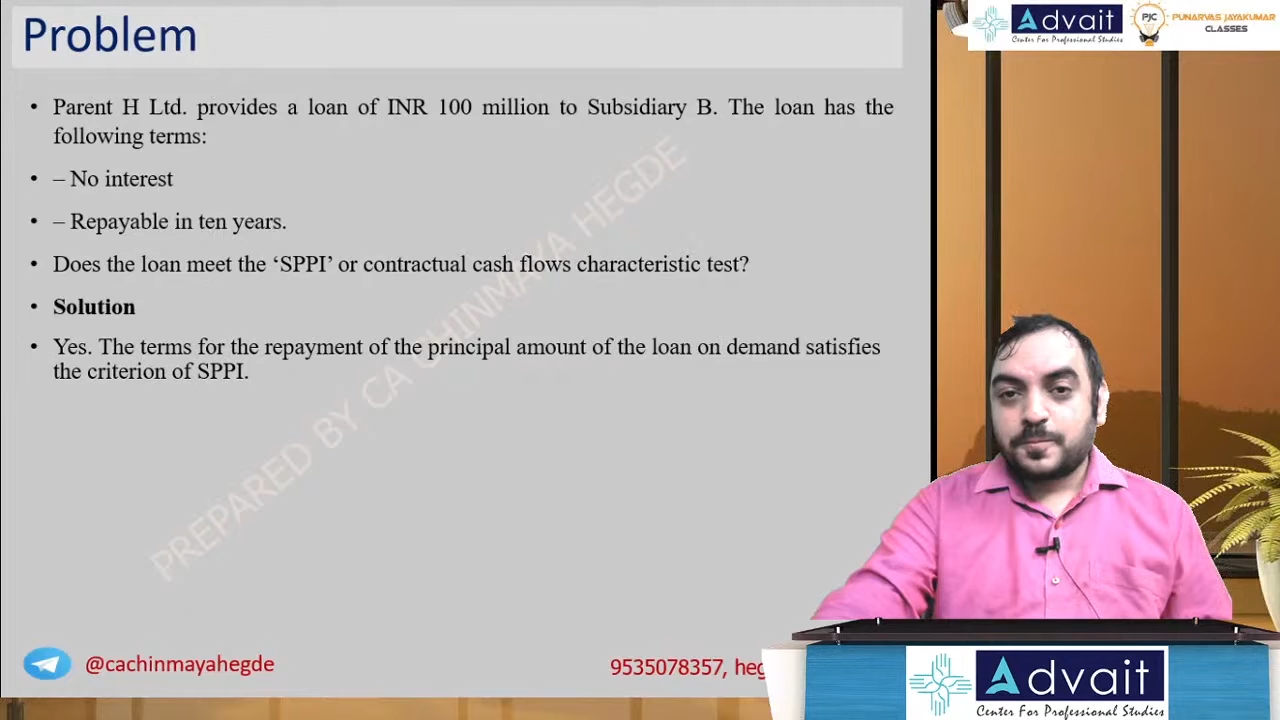 Problem
Advait
Center For Professional Studies
PJC
PUNARVAS JAYAKUMAR
CLASSES
• Parent H Ltd. provides a loan of INR 100 million to Subsidiary B. The loan has the
following terms:
• – No interest
• – Repayable in ten years.
• Does the loan meet the ‘SPPI’ or contractual cash flows characteristic test?
• Solution
• Yes. The terms for the repayment of the principal amount of the loan on demand satisfies
the criterion of SPPI.
PREPARED BY CA CHINMAYA HEGDE
@cachinmayahegde
9535078357, heg
Advait
Center For Professional Studies